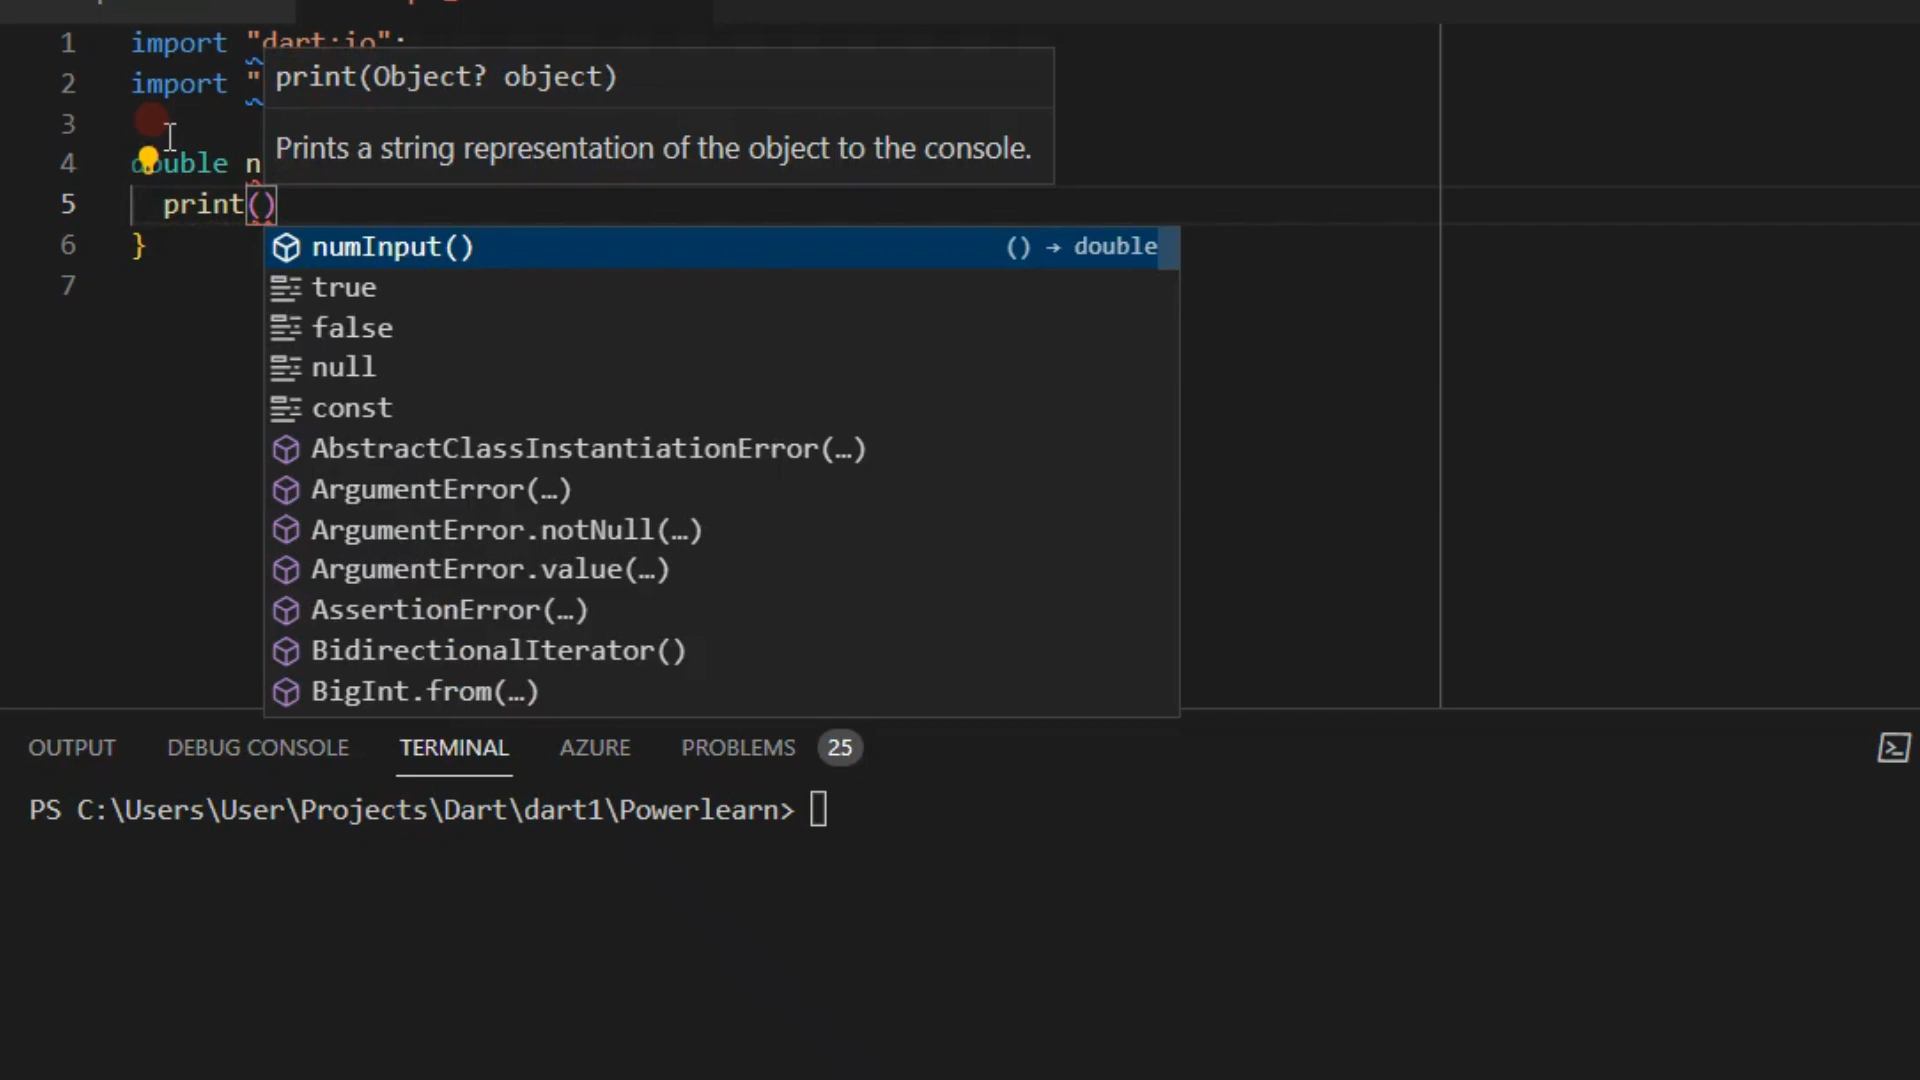 1 import "dart:io";
2 import "
print(Object? object)
3
Prints a string representation of the object to the console.
4 double n
5 print()
6 }
7
numInput() () → double
true
false
null
const
AbstractClassInstantiationError(…)
ArgumentError(…)
ArgumentError.notNull(…)
ArgumentError.value(…)
AssertionError(…)
BidirectionalIterator()
BigInt.from(…)
OUTPUT DEBUG CONSOLE TERMINAL AZURE PROBLEMS 25
PS C:\Users\User\Projects\Dart\dart1\Powerlearn>